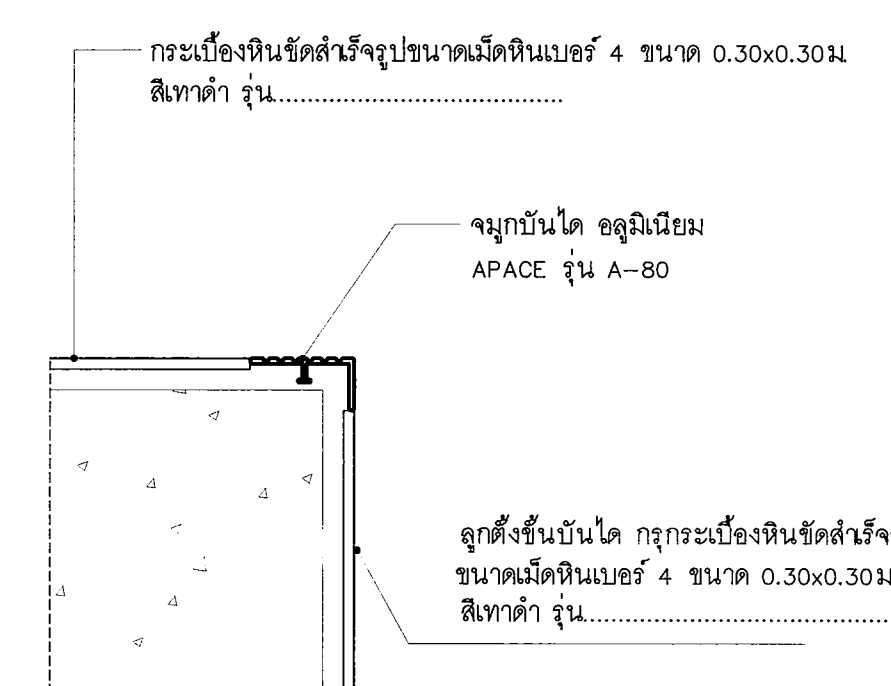 กระเบื้องหินขัดสำเร็จรูปขนาดเม็ดหินเบอร์ 4 ขนาด 0.30x0.30ม.
สีเทาดำ รุ่น..........................................
จมูกบันได อลูมิเนียม
APACE รุ่น A-80
ลูกตั้งขั้นบันได กรุกระเบื้องหินขัดสำเร็จ
ขนาดเม็ดหินเบอร์ 4 ขนาด 0.30x0.30ม
สีเทาดำ รุ่น............................................